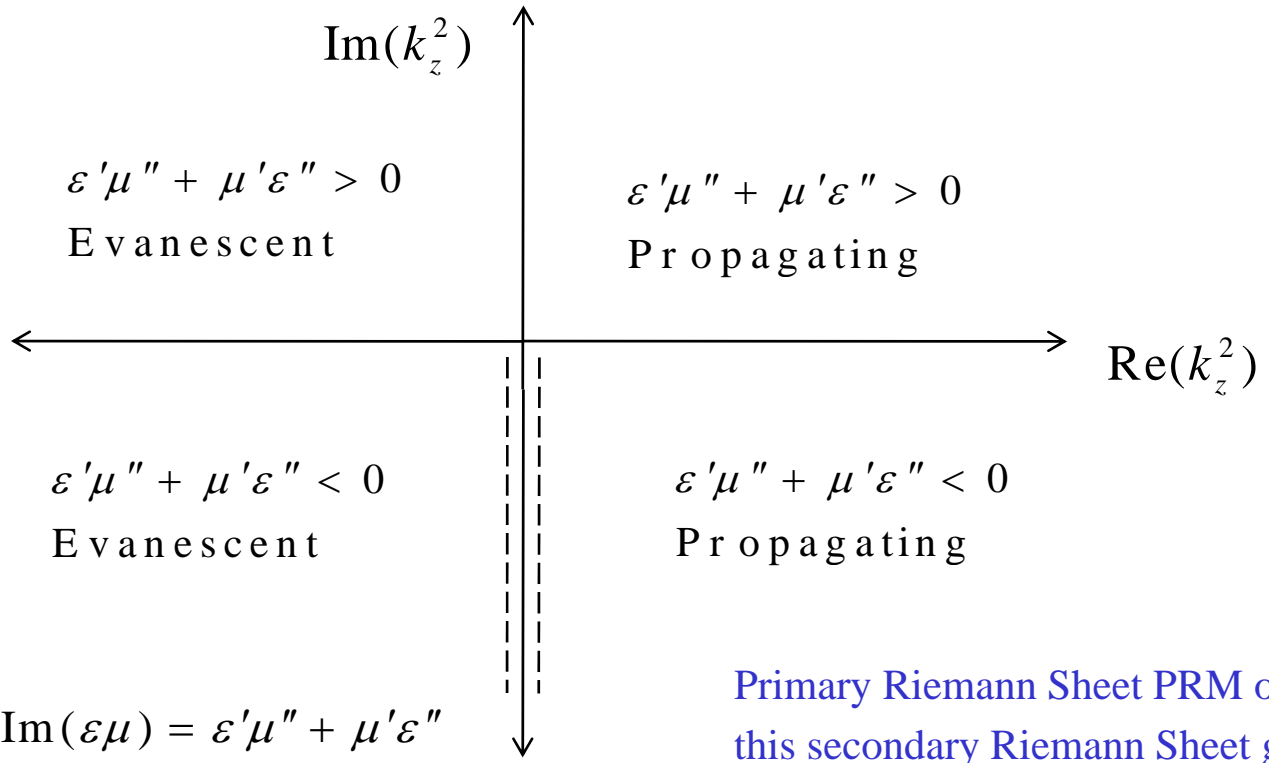 Im(k_z^2)
ε′μ″ + μ′ε″ > 0
Evanescent
ε′μ″ + μ′ε″ > 0
Propagating
Re(k_z^2)
ε′μ″ + μ′ε″ < 0
Evanescent
ε′μ″ + μ′ε″ < 0
Propagating
Im(εμ) = ε′μ″ + μ′ε″
Primary Riemann Sheet PRM
this secondary Riemann Sheet